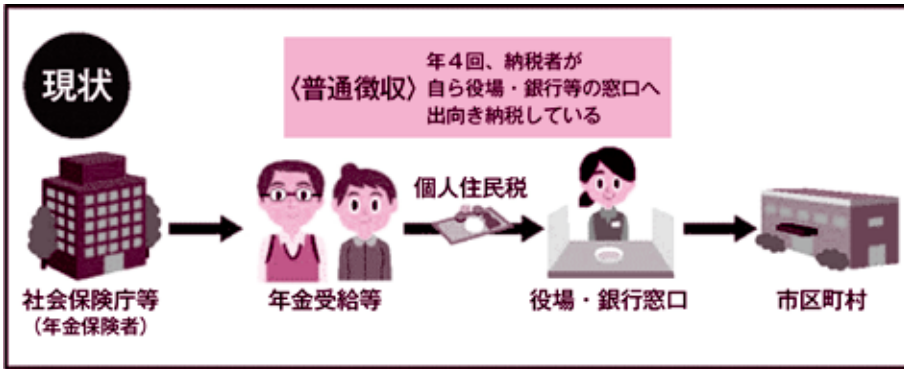 現状
〈普通徴収〉
年４回、納税者が
自ら役場・銀行等の窓口へ
出向き納税している
個人住民税
社会保険庁等
（年金保険者）
年金受給等
役場・銀行窓口
市区町村